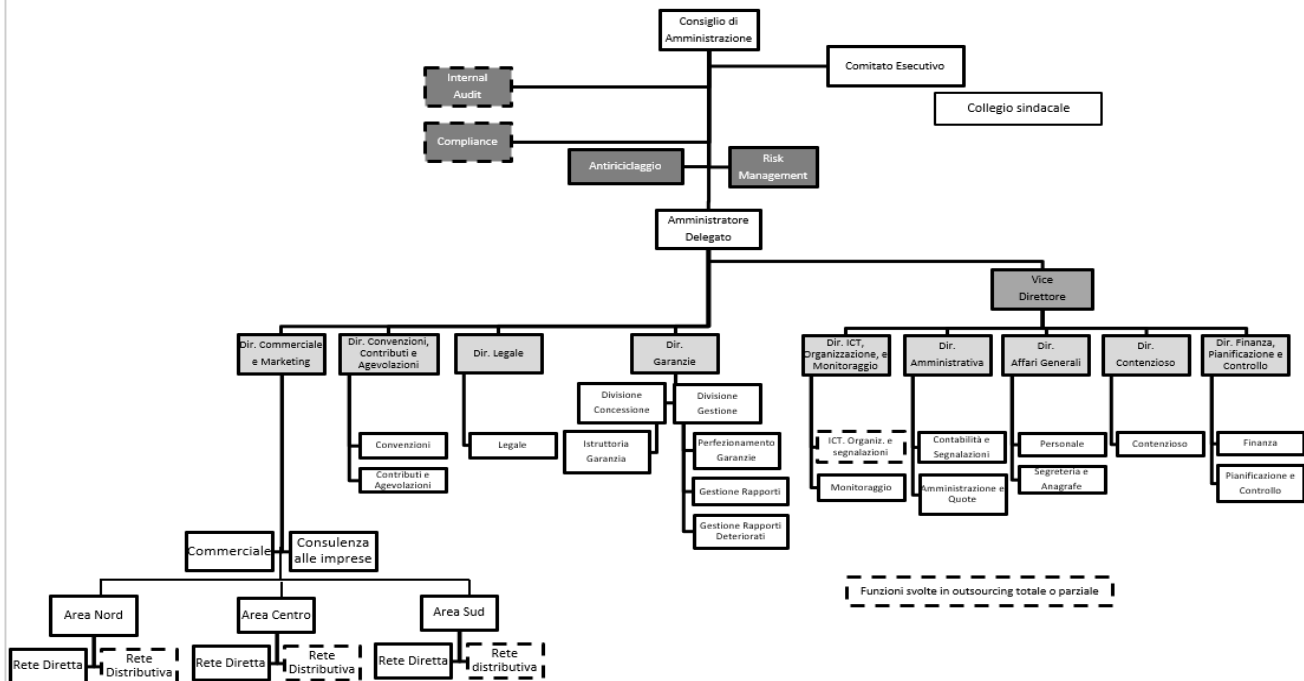 Consiglio di
Amministrazione
Comitato Esecutivo
Internal
Audit
Collegio sindacale
Compliance
Antiriciclaggio
Risk
Management
Amministratore
Delegato
Vice
Direttore
Dir. Commerciale
e Marketing
Dir. Convenzioni,
Contributi e
Agevolazioni
Dir. Legale
Dir.
Garanzie
Dir. ICT,
Organizzazione, e
Monitoraggio
Dir.
Amministrativa
Dir.
Affari Generali
Dir.
Contenzioso
Dir. Finanza,
Pianificazione e
Controllo
Divisione
Concessione
Divisione
Gestione
Convenzioni
Legale
Istruttoria
Garanzia
Perfezionamento
Garanzie
ICT. Organiz. e
segnalazioni
Contabilità e
Segnalazioni
Personale
Contenzioso
Finanza
Contributi e
Agevolazioni
Gestione Rapporti
Monitoraggio
Amministrazione e
Quote
Segreteria e
Anagrafe
Pianificazione e
Controllo
Gestione Rapporti
Deteriorati
Commerciale
Consulenza
alle imprese
Funzioni svolte in outsourcing totale o parziale
Area Nord
Area Centro
Area Sud
Rete Diretta
Rete
Distributiva
Rete Diretta
Rete
Distributiva
Rete Diretta
Rete
distributiva